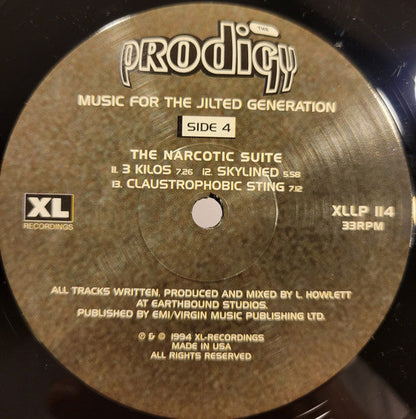 THE
PRODIGY
MUSIC FOR THE JILTED GENERATION
SIDE 4
THE NARCOTIC SUITE
11. 3 KILOS 7.26 12. SKYLINED 5.58
13. CLAUSTROPHOBIC STING 7.12
XL
RECORDINGS
XLLP 114
33RPM
ALL TRACKS WRITTEN, PRODUCED AND MIXED BY L. HOWLETT
AT EARTHBOUND STUDIOS.
PUBLISHED BY EMI/VIRGIN MUSIC PUBLISHING LTD.
℗ & © 1994 XL-RECORDINGS
MADE IN USA
ALL RIGHTS RESERVED